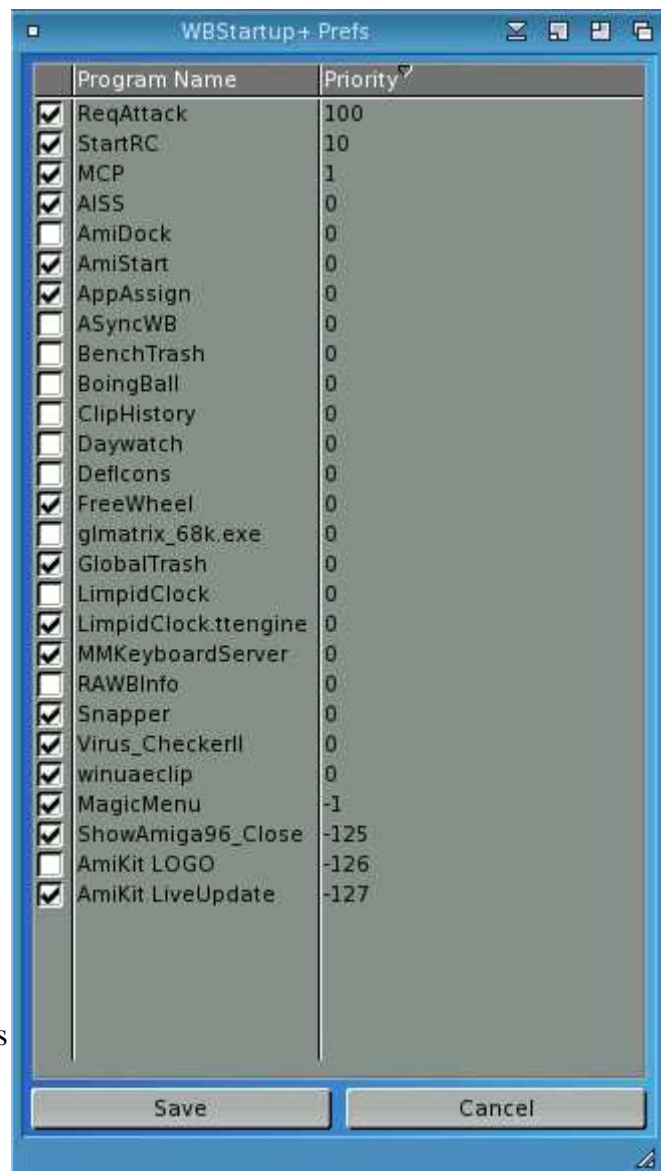 WBStartup+ Prefs
Program Name Priority
ReqAttack 100
StartRC 10
MCP 1
AISS 0
AmiDock 0
AmiStart 0
AppAssign 0
ASyncWB 0
BenchTrash 0
BoingBall 0
ClipHistory 0
Daywatch 0
DefIcons 0
FreeWheel 0
glmatrix_68k.exe 0
GlobalTrash 0
LimpidClock 0
LimpidClock.ttengine 0
MMKeyboardServer 0
RAWBInfo 0
Snapper 0
Virus_CheckerII 0
winuaeclip 0
MagicMenu -1
ShowAmiga96_Close -125
AmiKit LOGO -126
AmiKit LiveUpdate -127
s
Save Cancel